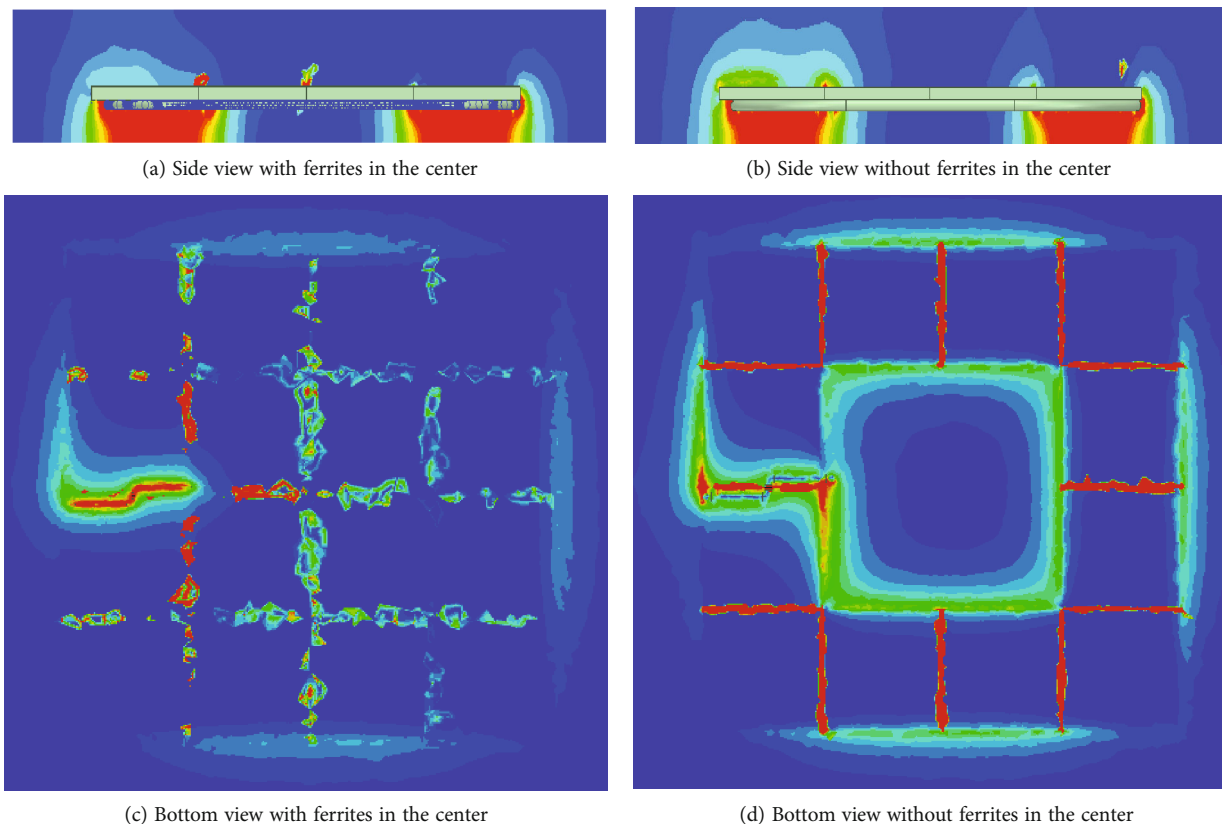 (a) Side view with ferrites in the center
(b) Side view without ferrites in the center
(c) Bottom view with ferrites in the center
(d) Bottom view without ferrites in the center